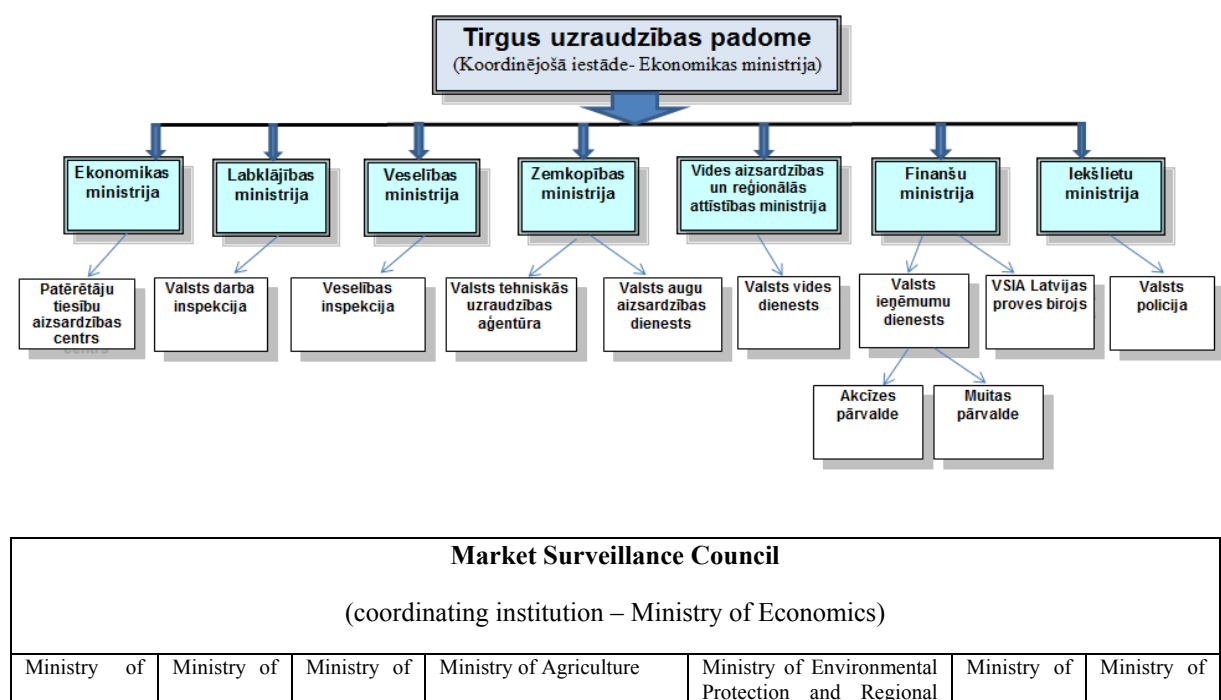 Tirgus uzraudzības padome
(Koordinējošā iestāde- Ekonomikas ministrija)
Ekonomikas
ministrija
Labklājības
ministrija
Veselības
ministrija
Zemkopības
ministrija
Vides aizsardzības
un reģionālās
attīstības ministrija
Finanšu
ministrija
Iekšlietu
ministrija
Patērētāju
tiesību
aizsardzības
centrs
Valsts darba
inspekcija
Veselības
inspekcija
Valsts tehniskās
uzraudzības
aģentūra
Valsts augu
aizsardzības
dienests
Valsts vides
dienests
Valsts
ieņēmumu
dienests
VSIA Latvijas
proves birojs
Valsts
policija
Akcīzes
pārvalde
Muitas
pārvalde
Market Surveillance Council
(coordinating institution – Ministry of Economics)
Ministry of
Ministry of
Ministry of
Ministry of Agriculture
Ministry of Environmental
Protection and Regional
Ministry of
Ministry of